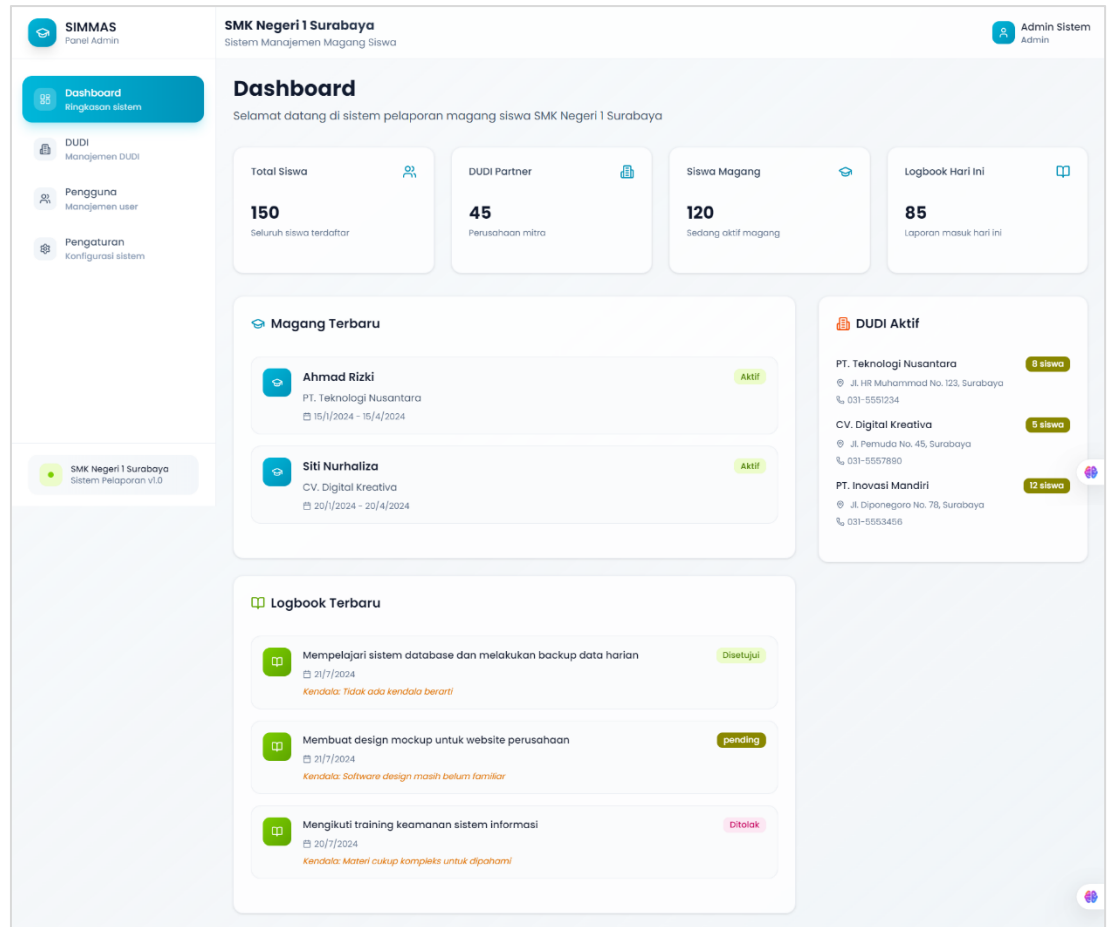 SIMMAS
Panel Admin
SMK Negeri 1 Surabaya
Sistem Manajemen Magang Siswa
Admin Sistem
Admin
Dashboard
Ringkasan sistem
DUDI
Manajemen DUDI
Pengguna
Manajemen user
Pengaturan
Konfigurasi sistem
SMK Negeri 1 Surabaya
Sistem Pelaporan v1.0
Dashboard
Selamat datang di sistem pelaporan magang siswa SMK Negeri 1 Surabaya
Total Siswa
150
Seluruh siswa terdaftar
DUDI Partner
45
Perusahaan mitra
Siswa Magang
120
Sedang aktif magang
Logbook Hari Ini
85
Laporan masuk hari ini
Magang Terbaru
Ahmad Rizki
Aktif
PT. Teknologi Nusantara
15/1/2024 - 15/4/2024
Siti Nurhaliza
Aktif
CV. Digital Kreativa
20/1/2024 - 20/4/2024
DUDI Aktif
PT. Teknologi Nusantara
8 siswa
Jl. HR Muhammad No. 123, Surabaya
031-5551234
CV. Digital Kreativa
5 siswa
Jl. Pemuda No. 45, Surabaya
031-5557890
PT. Inovasi Mandiri
12 siswa
Jl. Diponegoro No. 78, Surabaya
031-5553456
Logbook Terbaru
Mempelajari sistem database dan melakukan backup data harian
Disetujui
21/7/2024
Kendala: Tidak ada kendala berarti
Membuat design mockup untuk website perusahaan
pending
21/7/2024
Kendala: Software design masih belum familiar
Mengikuti training keamanan sistem informasi
Ditolak
20/7/2024
Kendala: Materi cukup kompleks untuk dipahami